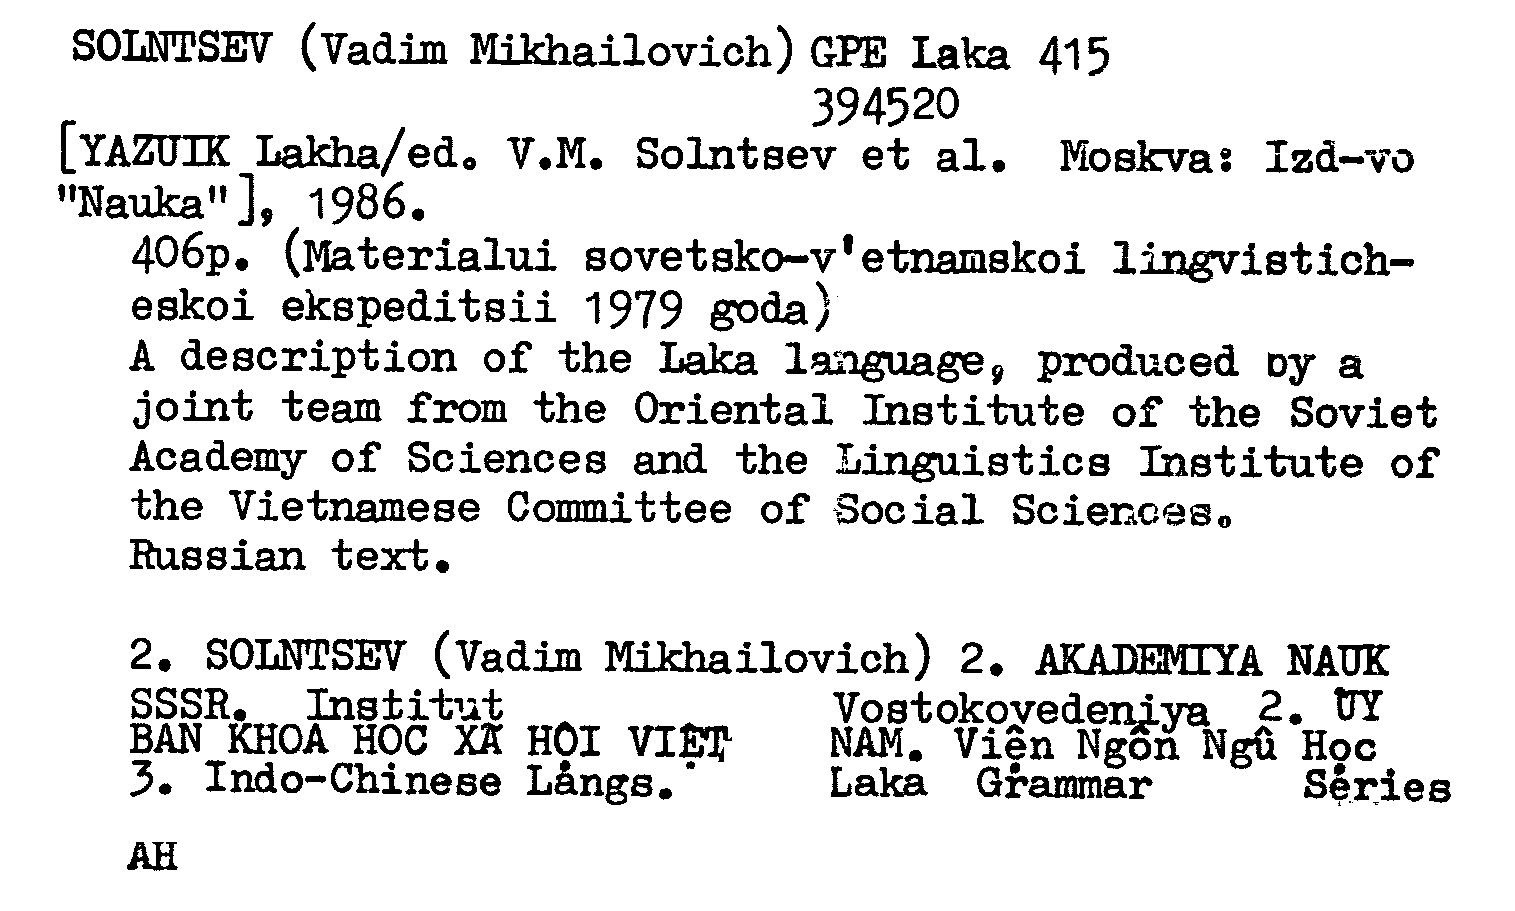 SOLNTSEV (Vadim Mikhailovich) GPE Laka 415
394520
[YAZUIK Lakha/ed. V.M. Solntsev et al. Moskva: Izd-vo
"Nauka"], 1986.
406p. (Materialui sovetsko-v'etnamskoi lingvistich-
eskoi ekspeditsii 1979 goda)
A description of the Laka language, produced by a
joint team from the Oriental Institute of the Soviet
Academy of Sciences and the Linguistics Institute of
the Vietnamese Committee of Social Sciences.
Russian text.
2. SOLNTSEV (Vadim Mikhailovich) 2. AKADEMIYA NAUK
SSSR. Institut Vostokovedeniya 2. ỦY
BAN KHOA HỌC XÃ HỘI VIỆT NAM. Viện Ngôn Ngû Học
3. Indo-Chinese Langs. Laka Grammar Series
AH